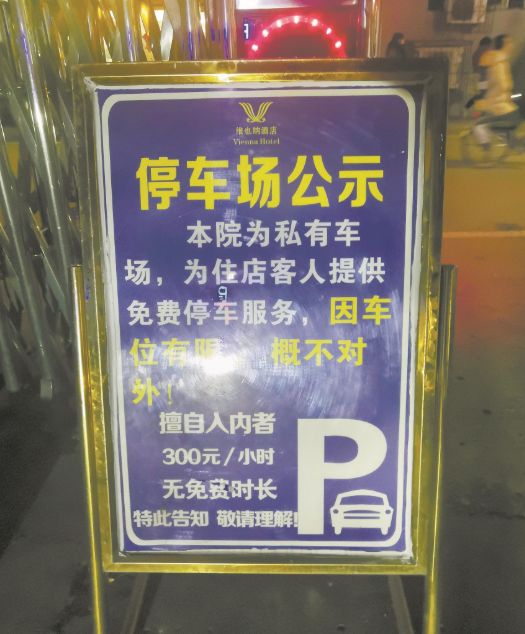 维也纳酒店
Vienna Hotel
停车场公示
本院为私有车
场，为住店客人提供
免费停车服务，因车
位有限 概不对
外！
擅自入内者
300元/小时
无免费时长
特此告知 敬请理解!
P